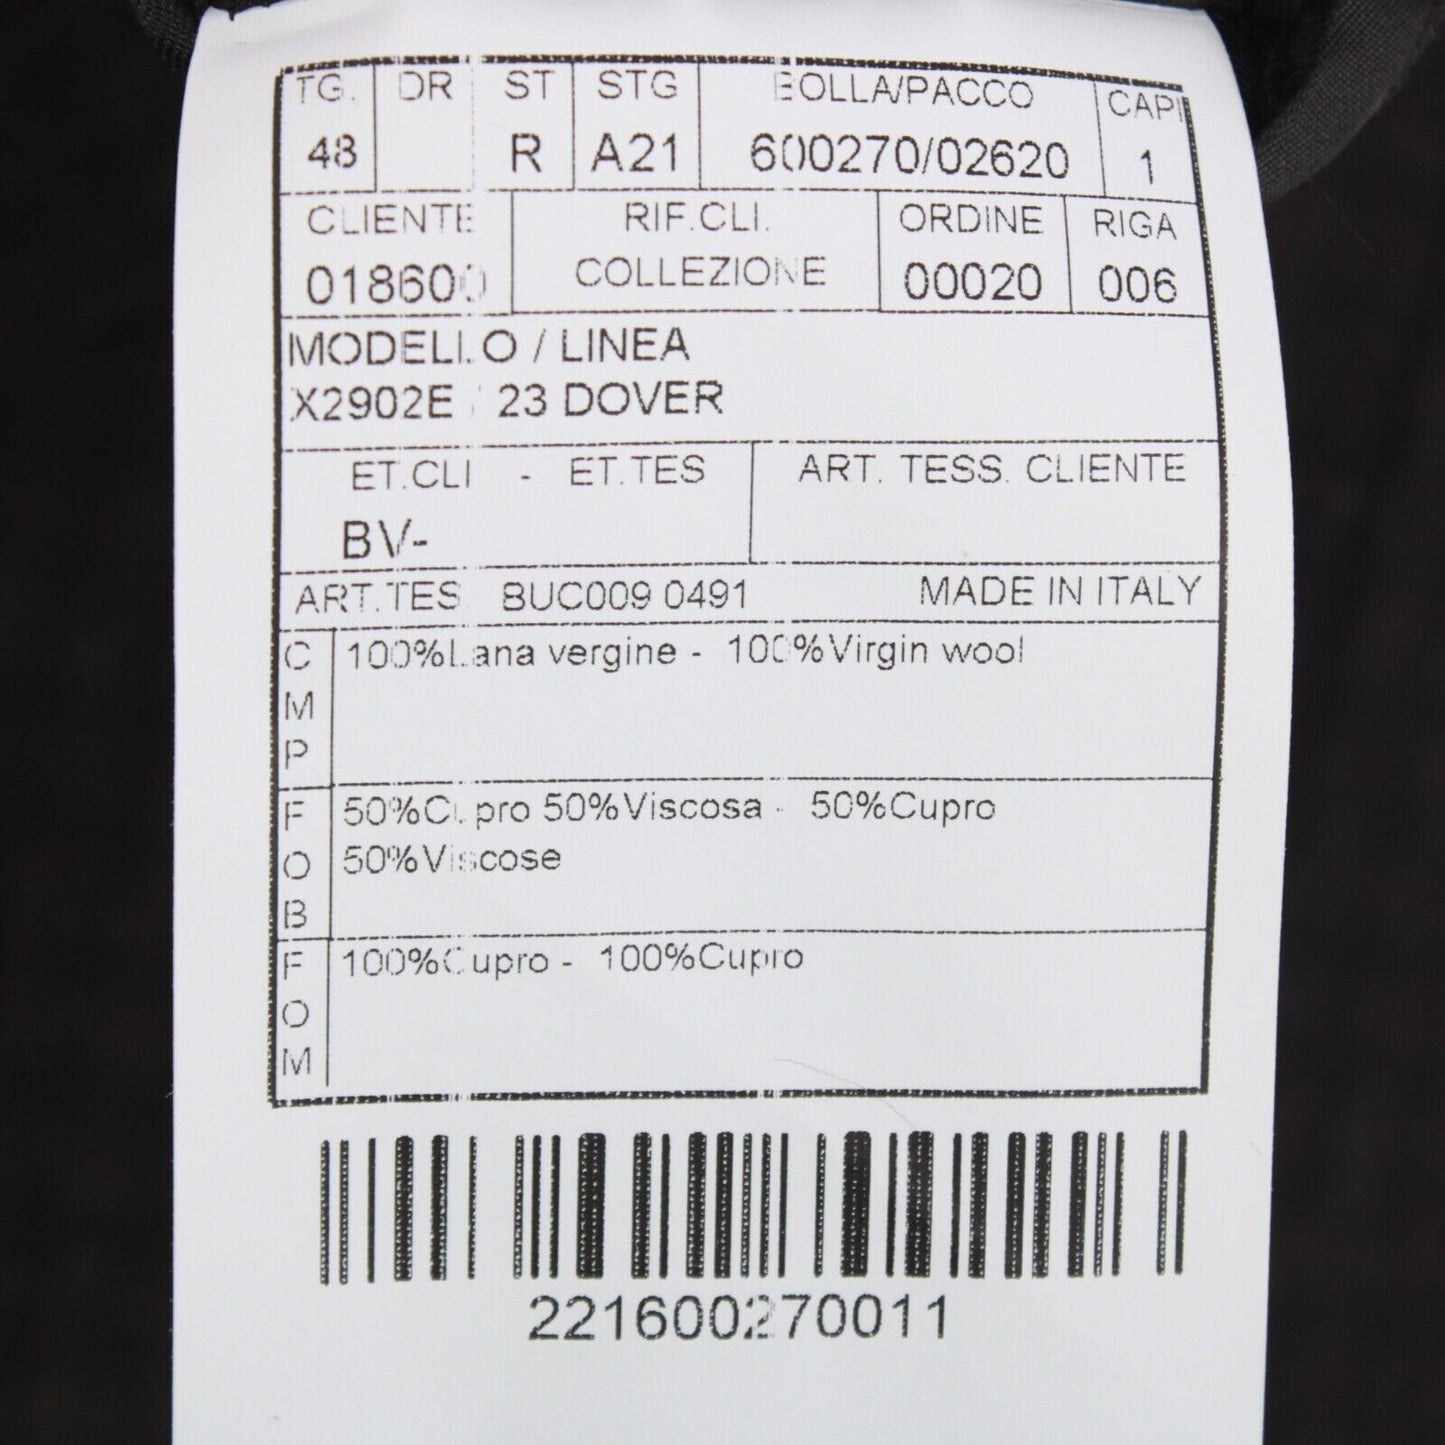 TG. DR ST STG BOLLA/PACCO CAPI
48 R A21 600270/02620 1
CLIENTE RIF.CLI. ORDINE RIGA
018600 COLLEZIONE 00020 006
MODELLO / LINEA
X2902E / 23 DOVER
ET.CLI - ET.TES ART. TESS. CLIENTE
BV-
ART.TES BUC009 0491 MADE IN ITALY
CMP 100%Lana vergine - 100%Virgin wool
FOB 50%Cupro 50%Viscosa - 50%Cupro
50%Viscose
FOM 100%Cupro - 100%Cupro
221600270011